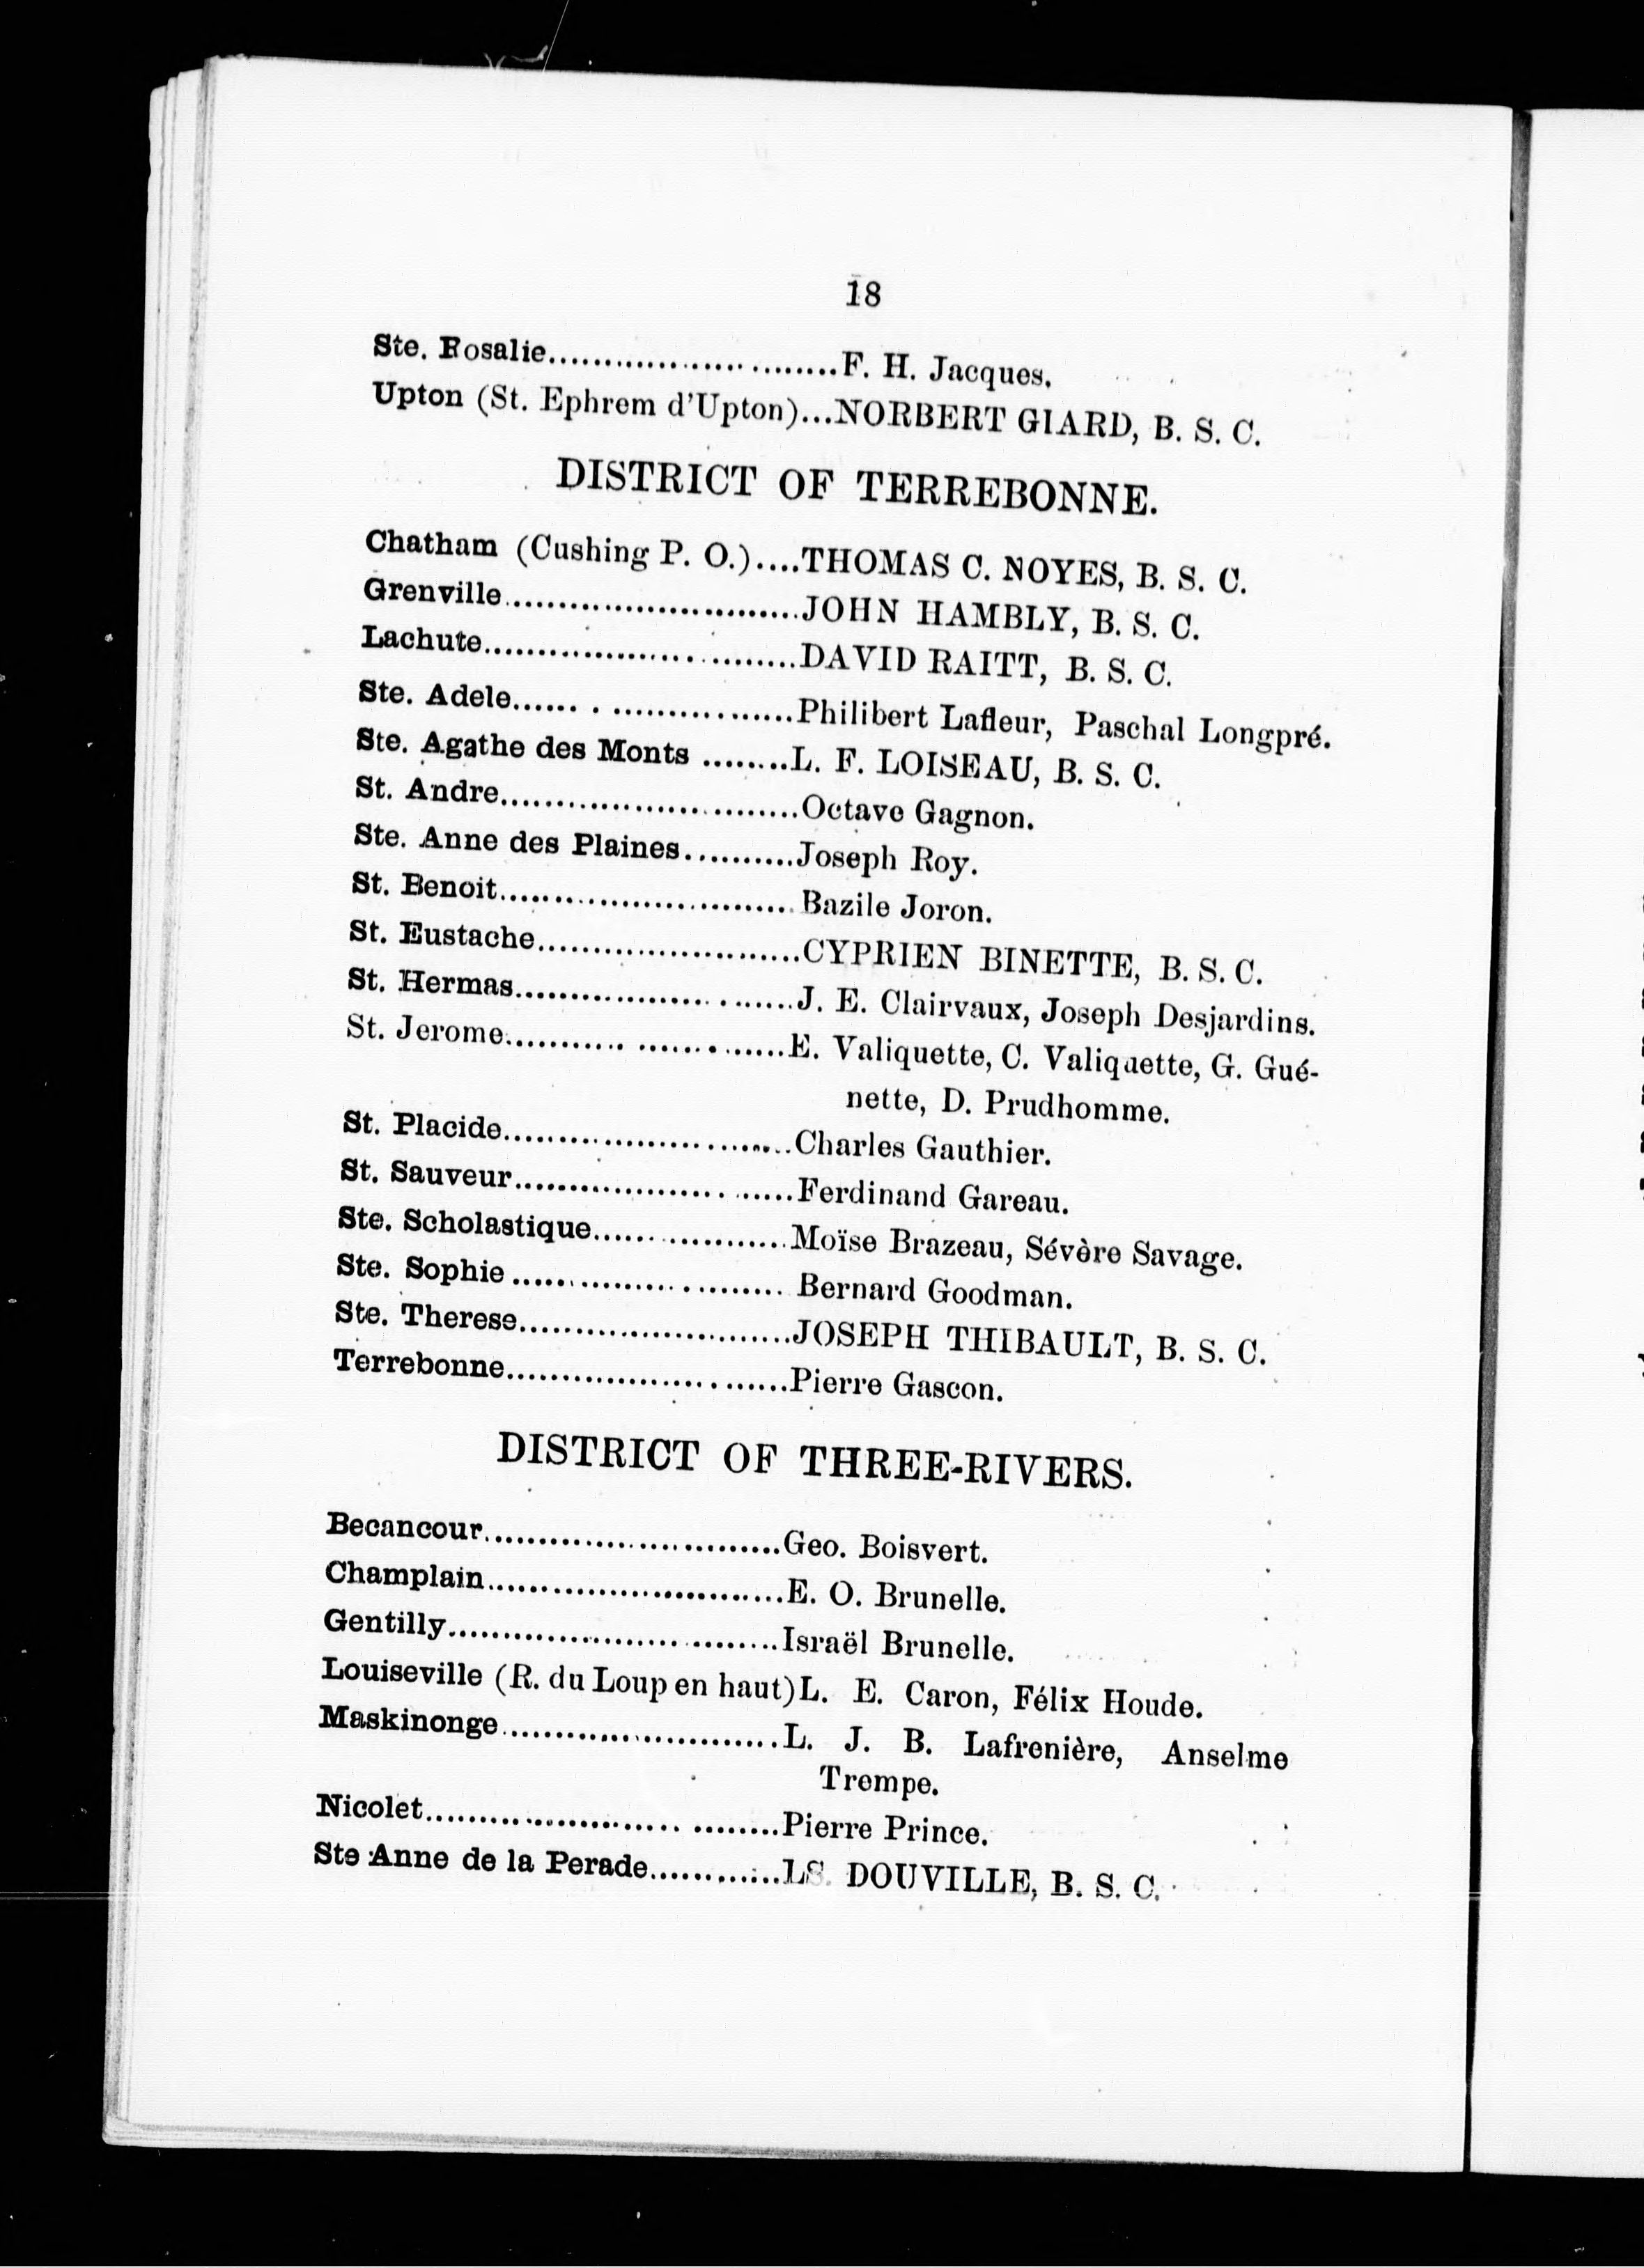 18
Ste. Rosalie................................F. H. Jacques.
Upton (St. Ephrem d'Upton)...NORBERT GIARD, B. S. C.
DISTRICT OF TERREBONNE.
Chatham (Cushing P. O.)....THOMAS C. NOYES, B. S. C.
Grenville................................JOHN HAMBLY, B. S. C.
Lachute................................DAVID RAITT, B. S. C.
Ste. Adele................................Philibert Lafleur, Paschal Longpré.
Ste. Agathe des Monts ........L. F. LOISEAU, B. S. C.
St. Andre................................Octave Gagnon.
Ste. Anne des Plaines..........Joseph Roy.
St. Benoit................................Bazile Joron.
St. Eustache..........................CYPRIEN BINETTE, B. S. C.
St. Hermas............................J. E. Clairvaux, Joseph Desjardins.
St. Jerome............................E. Valiquette, C. Valiquette, G. Gué-
nette, D. Prudhomme.
St. Placide............................Charles Gauthier.
St. Sauveur............................Ferdinand Gareau.
Ste. Scholastique...................Moïse Brazeau, Sévère Savage.
Ste. Sophie ............................ Bernard Goodman.
Ste. Therese...........................JOSEPH THIBAULT, B. S. C.
Terrebonne............................Pierre Gascon.
DISTRICT OF THREE-RIVERS.
Becancour..............................Geo. Boisvert.
Champlain..............................E. O. Brunelle.
Gentilly................................Israël Brunelle.
Louiseville (R. du Loup en haut)L. E. Caron, Félix Houde.
Maskinonge............................L. J. B. Lafrenière, Anselme
Trempe.
Nicolet..................................Pierre Prince.
Ste Anne de la Perade............LS. DOUVILLE, B. S. C.